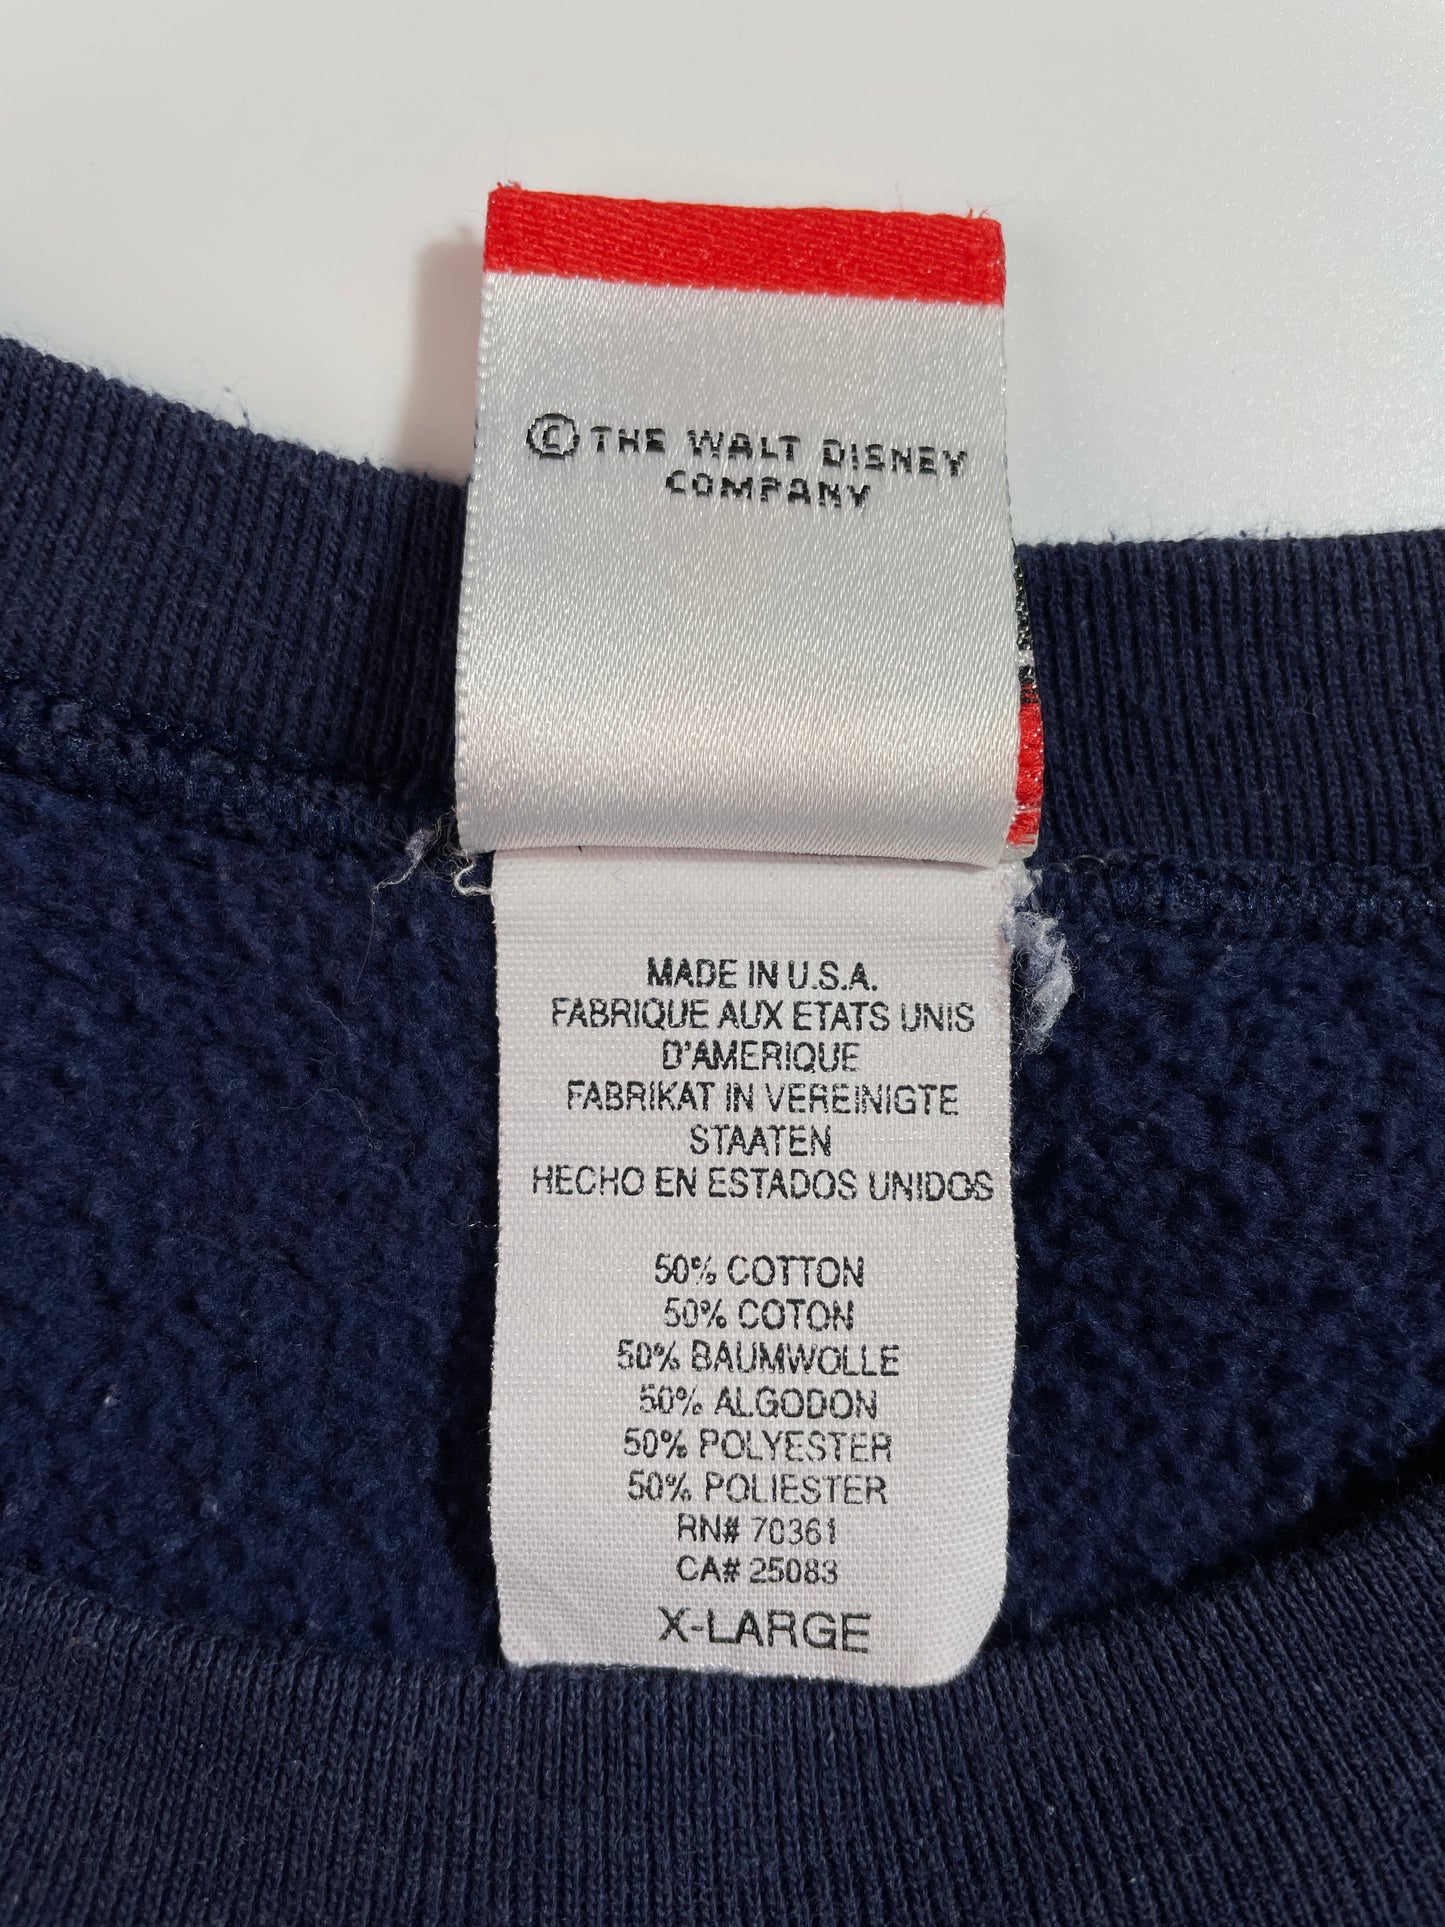 © THE WALT DISNEY
COMPANY
MADE IN U.S.A.
FABRIQUE AUX ETATS UNIS
D'AMERIQUE
FABRIKAT IN VEREINIGTE
STAATEN
HECHO EN ESTADOS UNIDOS
50% COTTON
50% COTON
50% BAUMWOLLE
50% ALGODON
50% POLYESTER
50% POLIESTER
RN# 70361
CA# 25083
X-LARGE